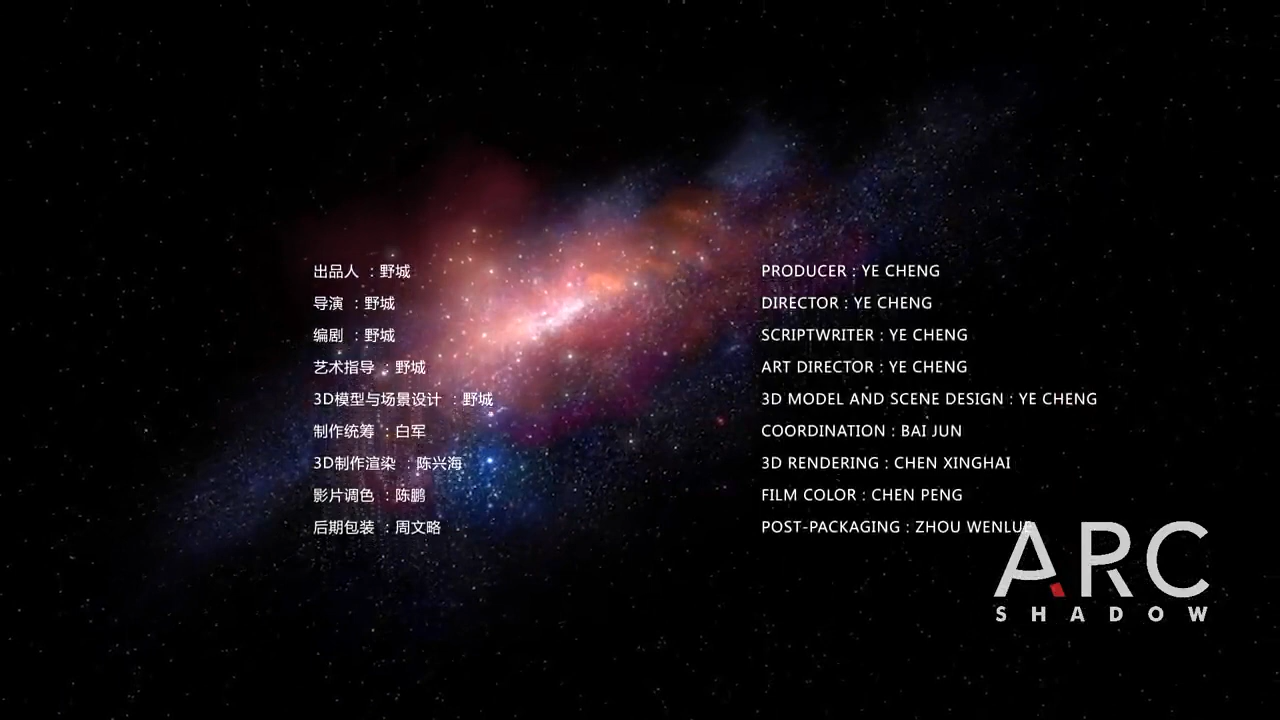 出品人 ：野城
导演 ：野城
编剧 ：野城
艺术指导 ：野城
3D模型与场景设计 ：野城
制作统筹 ：白军
3D制作渲染 ：陈兴海
影片调色 ：陈鹏
后期包装 ：周文略
PRODUCER : YE CHENG
DIRECTOR : YE CHENG
SCRIPTWRITER : YE CHENG
ART DIRECTOR : YE CHENG
3D MODEL AND SCENE DESIGN : YE CHENG
COORDINATION : BAI JUN
3D RENDERING : CHEN XINGHAI
FILM COLOR : CHEN PENG
POST-PACKAGING : ZHOU WENLUE
ARC
SHADOW